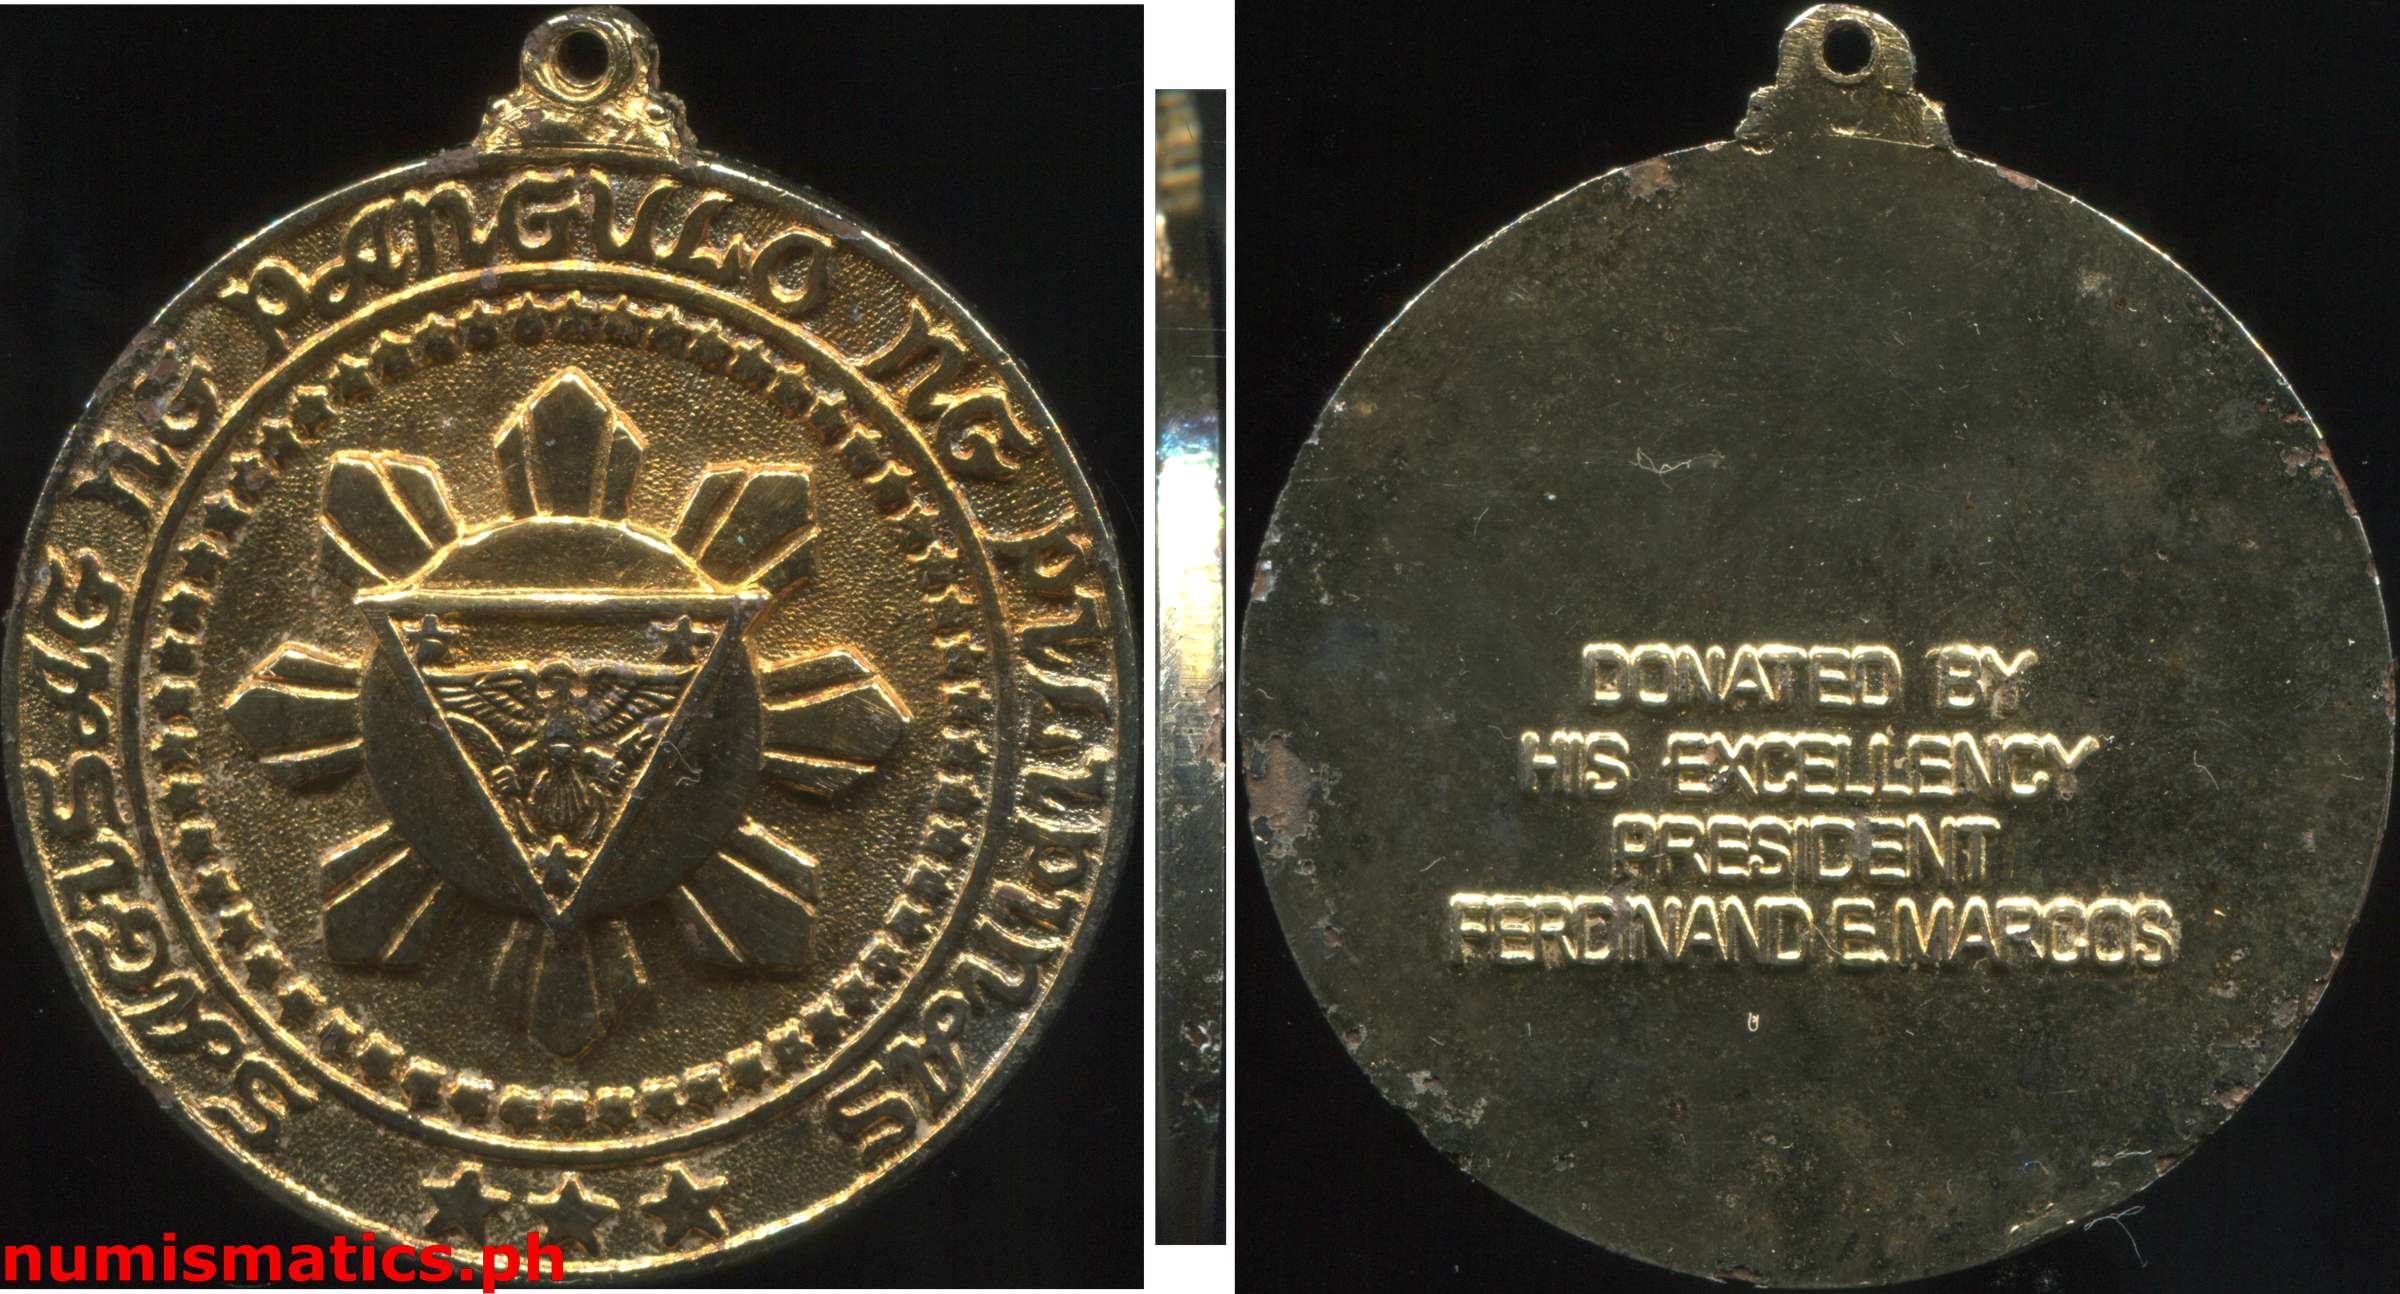 SAGISAG NG PANGULO NG PILIPINAS
DONATED BY
HIS EXCELLENCY
PRESIDENT
FERDINAND E. MARCOS
numismatics.ph